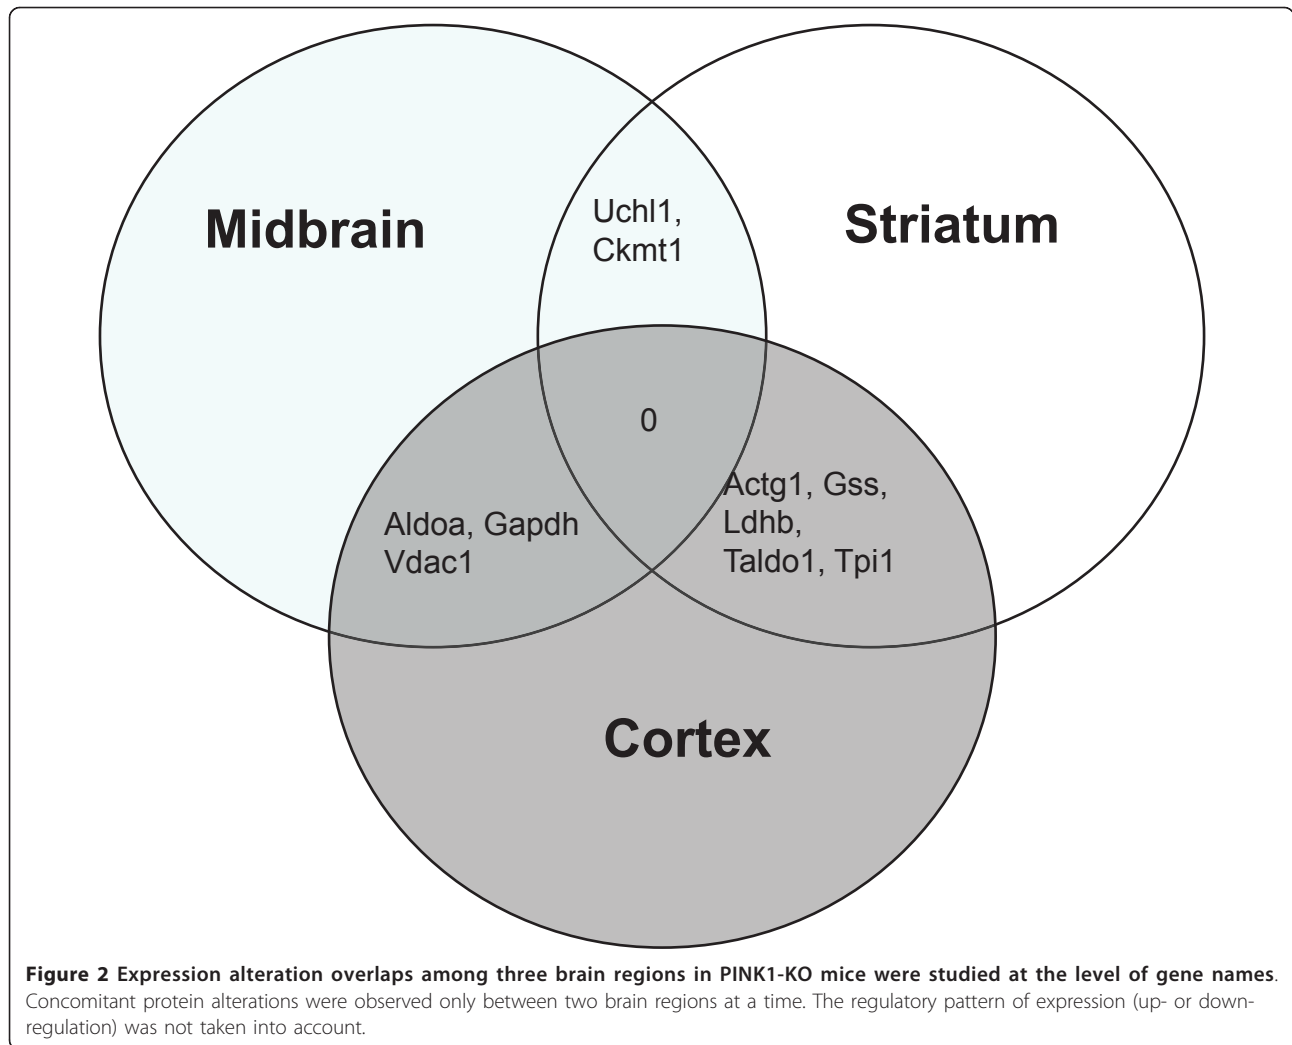 Midbrain
Striatum
Uchl1,
Ckmt1
0
Aldoa, Gapdh
Vdac1
Actg1, Gss,
Ldhb,
Taldo1, Tpi1
Cortex
Figure 2 Expression alteration overlaps among three brain regions in PINK1-KO mice were studied at the level of gene names.
Concomitant protein alterations were observed only between two brain regions at a time. The regulatory pattern of expression (up- or down-
regulation) was not taken into account.